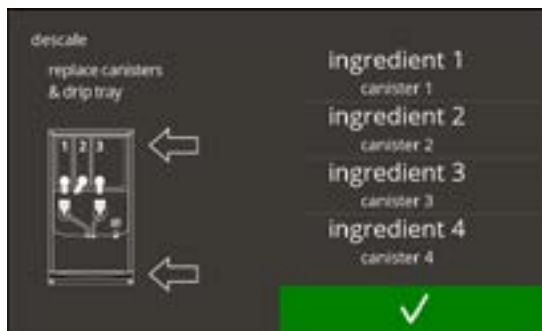 descale
replace canisters
& drip tray
1 2 3
ingredient 1
canister 1
ingredient 2
canister 2
ingredient 3
canister 3
ingredient 4
canister 4